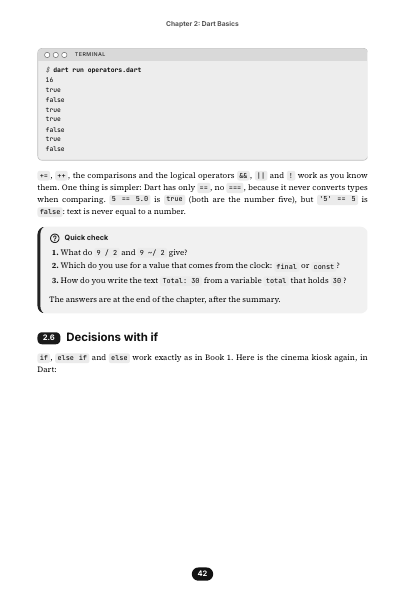 Chapter 2: Dart Basics
TERMINAL
# dart run operators.dart
16
true
false
true
true
false
true
false
+=, ++, the comparisons and the logical operators &&, || and ! work as you know
them. One thing is simpler: Dart has only ==, no ===, because it never converts types
when comparing. 5 == 5.0 is true (both are the number five), but '5' == 5 is
false: text is never equal to a number.
Quick check
1. What do 9 / 2 and 9 ~/ 2 give?
2. Which do you use for a value that comes from the clock: final or const?
3. How do you write the text Total: 30 from a variable total that holds 30?
The answers are at the end of the chapter, after the summary.
2.6 Decisions with if
if, else if and else work exactly as in Book 1. Here is the cinema kiosk again, in
Dart:
42